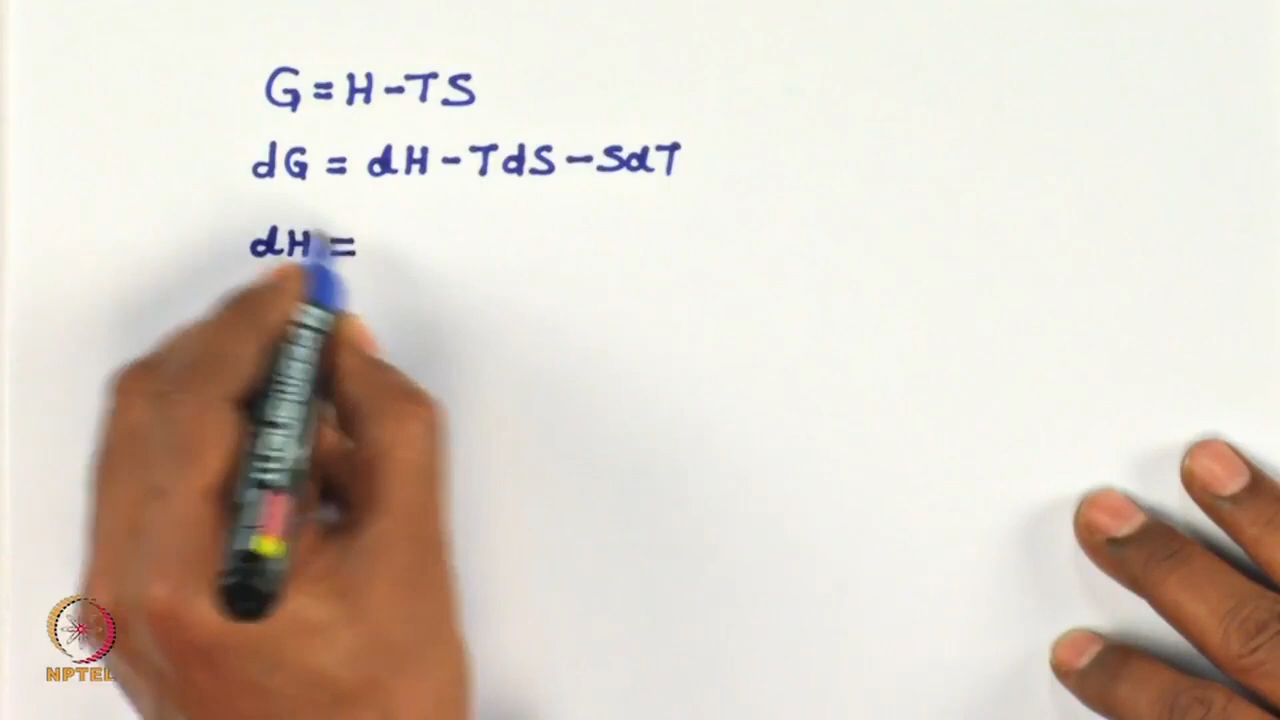 G = H - TS
dG = dH - TdS - SdT
dH =
NPTEL